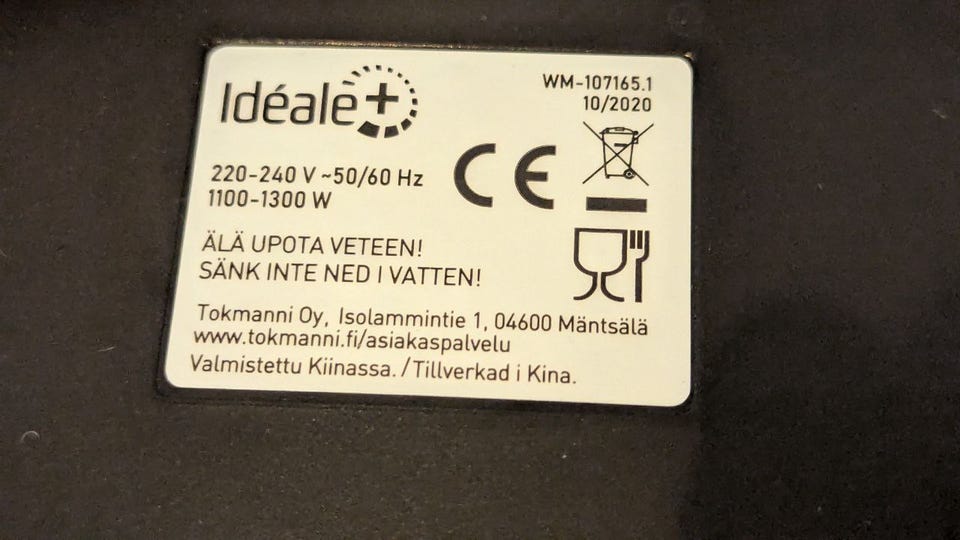 Idéale+
WM-107165.1
10/2020
220-240 V ~50/60 Hz
1100-1300 W
CE
ÄLÄ UPOTA VETEEN!
SÄNK INTE NED I VATTEN!
Tokmanni Oy, Isolammintie 1, 04600 Mäntsälä
www.tokmanni.fi/asiakaspalvelu
Valmistettu Kiinassa. / Tillverkad i Kina.